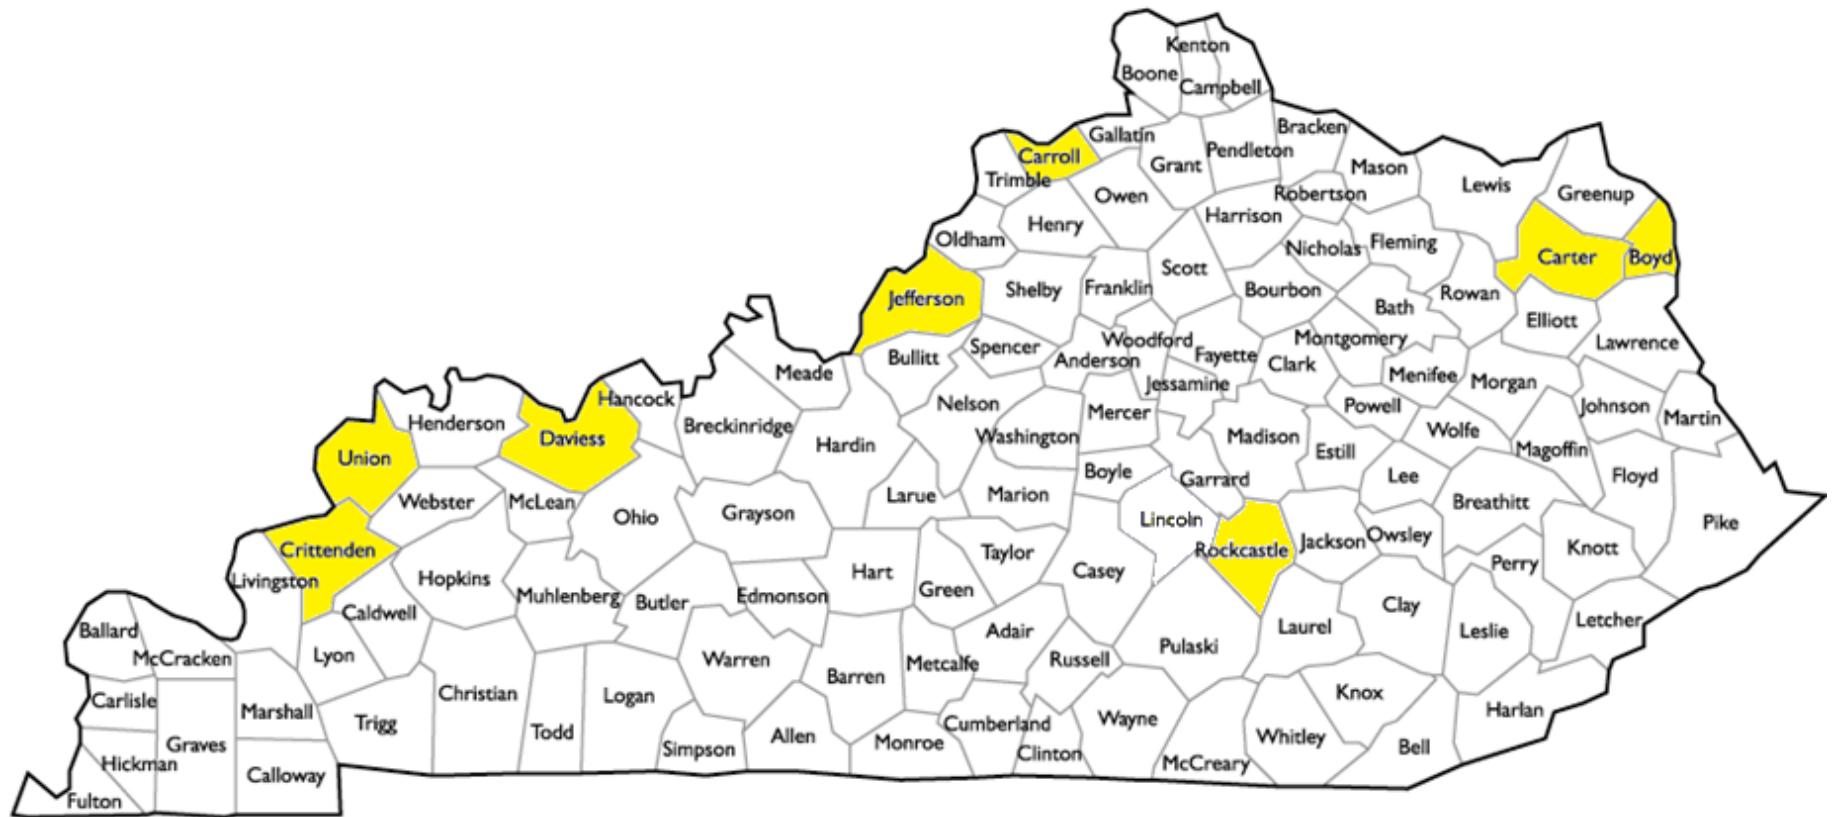 Kenton
Boone
Campbell
Carroll
Gallatin
Grant
Pendleton
Bracken
Mason
Lewis
Greenup
Trimble
Owen
Robertson
Henry
Harrison
Oldham
Nicholas
Fleming
Carter
Boyd
Jefferson
Shelby
Franklin
Scott
Bourbon
Bath
Rowan
Elliott
Lawrence
Bullitt
Spencer
Anderson
Woodford
Fayette
Clark
Montgomery
Menifee
Morgan
Meade
Jessamine
Powell
Johnson
Martin
Hancock
Henderson
Daviess
Breckinridge
Hardin
Nelson
Washington
Mercer
Madison
Estill
Wolfe
Magoffin
Union
Webster
McLean
Ohio
Grayson
Larue
Marion
Boyle
Garrard
Lee
Breathitt
Floyd
Pike
Lincoln
Crittenden
Rockcastle
Jackson
Owsley
Knott
Livingston
Hopkins
Muhlenberg
Butler
Edmonson
Hart
Green
Taylor
Casey
Perry
Caldwell
Clay
Letcher
Ballard
McCracken
Lyon
Warren
Adair
Laurel
Leslie
Barren
Metcalfe
Russell
Pulaski
Carlisle
Marshall
Trigg
Christian
Logan
Knox
Harlan
Graves
Todd
Simpson
Allen
Monroe
Cumberland
Clinton
Wayne
McCreary
Whitley
Bell
Hickman
Calloway
Fulton